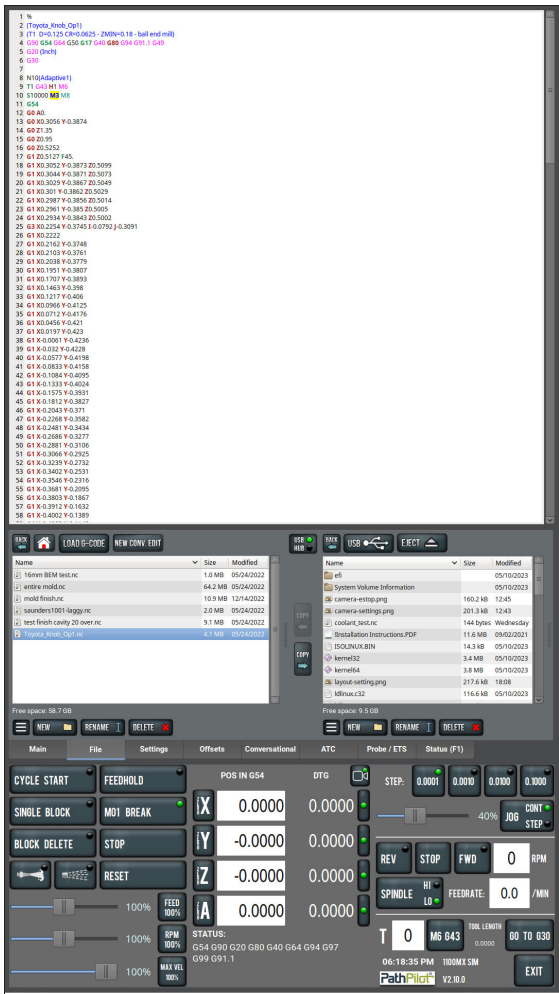 1 %
2 (Toyota_Knob_Op1)
3 (T1 D=0.125 CR=0.0625 - ZMIN=0.18 - ball end mill)
4 G90 G54 G64 G50 G17 G40 G80 G94 G91.1 G49
5 G20 (Inch)
6 G30
7
8 N10(Adaptive1)
9 T1 G43 H1 M6
10 S10000 M3 M8
11 G54
12 G0 A0.
13 G0 X0.3056 Y-0.3874
14 G0 Z1.35
15 G0 Z0.95
16 G0 Z0.5252
17 G1 Z0.5127 F45.
18 G1 X0.3052 Y-0.3873 Z0.5099
19 G1 X0.3044 Y-0.3871 Z0.5073
20 G1 X0.3029 Y-0.3867 Z0.5049
21 G1 X0.301 Y-0.3862 Z0.5029
22 G1 X0.2987 Y-0.3856 Z0.5014
23 G1 X0.2961 Y-0.385 Z0.5005
24 G1 X0.2934 Y-0.3843 Z0.5002
25 G3 X0.2254 Y-0.3745 I-0.0792 J-0.3091
26 G1 X0.2222
27 G1 X0.2162 Y-0.3748
28 G1 X0.2103 Y-0.3761
29 G1 X0.2038 Y-0.3779
30 G1 X0.1951 Y-0.3807
31 G1 X0.1707 Y-0.3893
32 G1 X0.1463 Y-0.398
33 G1 X0.1217 Y-0.406
34 G1 X0.0966 Y-0.4125
35 G1 X0.0712 Y-0.4176
36 G1 X0.0456 Y-0.421
37 G1 X0.0197 Y-0.423
38 G1 X-0.0061 Y-0.4236
39 G1 X-0.032 Y-0.4228
40 G1 X-0.0577 Y-0.4198
41 G1 X-0.0833 Y-0.4158
42 G1 X-0.1084 Y-0.4095
43 G1 X-0.1333 Y-0.4024
44 G1 X-0.1575 Y-0.3931
45 G1 X-0.1812 Y-0.3827
46 G1 X-0.2043 Y-0.371
47 G1 X-0.2268 Y-0.3582
48 G1 X-0.2481 Y-0.3434
49 G1 X-0.2686 Y-0.3277
50 G1 X-0.2881 Y-0.3106
51 G1 X-0.3066 Y-0.2925
52 G1 X-0.3239 Y-0.2732
53 G1 X-0.3402 Y-0.2531
54 G1 X-0.3546 Y-0.2316
55 G1 X-0.3681 Y-0.2095
56 G1 X-0.3803 Y-0.1867
57 G1 X-0.3912 Y-0.1632
58 G1 X-0.4002 Y-0.1389
BACK LOAD G-CODE NEW CONV. EDIT USB HUB BACK USB EJECT
Name Size Modified
16mm BEM test.nc 1.0 MB 05/24/2022
entire mold.nc 64.2 MB 05/24/2022
mold finish.nc 10.9 MB 12/14/2022
saunders1001-laggy.nc 2.0 MB 05/24/2022
test finish cavity 20 over.nc 9.1 MB 05/24/2022
Toyota_Knob_Op1.nc 4.1 MB 05/24/2022
Free space: 58.7 GB
NEW RENAME DELETE
COPY
COPY
Name Size Modified
efi 05/10/2023
System Volume Information 05/10/2023
camera-estop.png 160.2 kB 12:45
camera-settings.png 201.3 kB 12:43
coolant_test.nc 144 bytes Wednesday
Installation Instructions.PDF 11.6 MB 09/02/2021
ISOLINUX.BIN 14.3 kB 05/10/2023
kernel32 3.4 MB 05/10/2023
kernel64 3.8 MB 05/10/2023
layout-setting.png 217.6 kB 18:08
ldlinux.c32 116.6 kB 05/10/2023
Free space: 9.5 GB
NEW RENAME DELETE
Main File Settings Offsets Conversational ATC Probe / ETS Status (F1)
CYCLE START FEEDHOLD
SINGLE BLOCK M01 BREAK
BLOCK DELETE STOP
RESET
100% FEED 100%
100% RPM 100%
100% MAX VEL 100%
POS IN G54 DTG
X 0.0000 0.0000
Y -0.0000 0.0000
Z -0.0000 0.0000
A 0.0000 0.0000
STATUS:
G54 G90 G20 G80 G40 G64 G94 G97
G99 G91.1
STEP: 0.0001 0.0010 0.0100 0.1000
40% JOG CONT STEP
REV STOP FWD 0 RPM
SPINDLE HI LO FEEDRATE: 0.0 /MIN
T 0 M6 G43 TOOL LENGTH 0.0000 GO TO G30
06:18:35 PM 1100MX SIM
PathPilot V2.10.0 EXIT